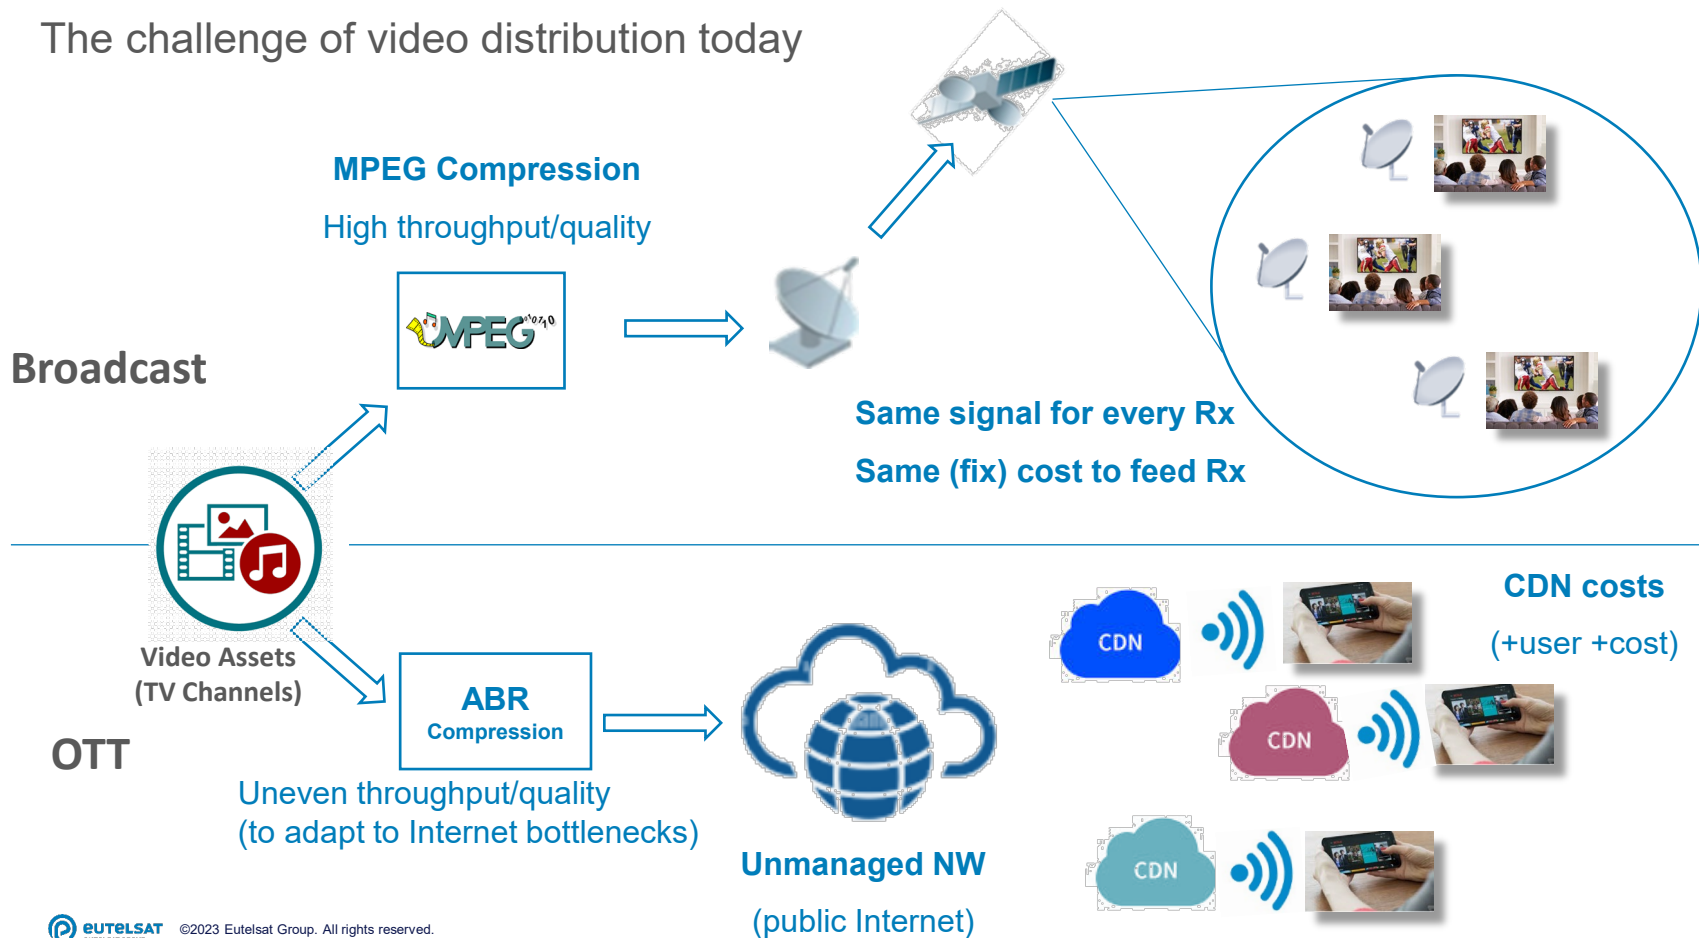 The challenge of video distribution today
MPEG Compression
High throughput/quality
MPEG
Broadcast
Same signal for every Rx
Same (fix) cost to feed Rx
Video Assets
(TV Channels)
OTT
ABR
Compression
Uneven throughput/quality
(to adapt to Internet bottlenecks)
Unmanaged NW
(public Internet)
CDN
CDN
CDN
CDN costs
(+user +cost)
eutelsat
©2023 Eutelsat Group. All rights reserved.